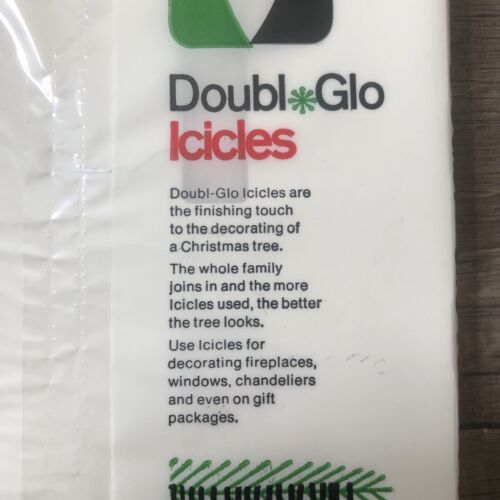 Doubl✳Glo
Icicles
Doubl-Glo Icicles are
the finishing touch
to the decorating of
a Christmas tree.
The whole family
joins in and the more
Icicles used, the better
the tree looks.
Use Icicles for
decorating fireplaces,
windows, chandeliers
and even on gift
packages.